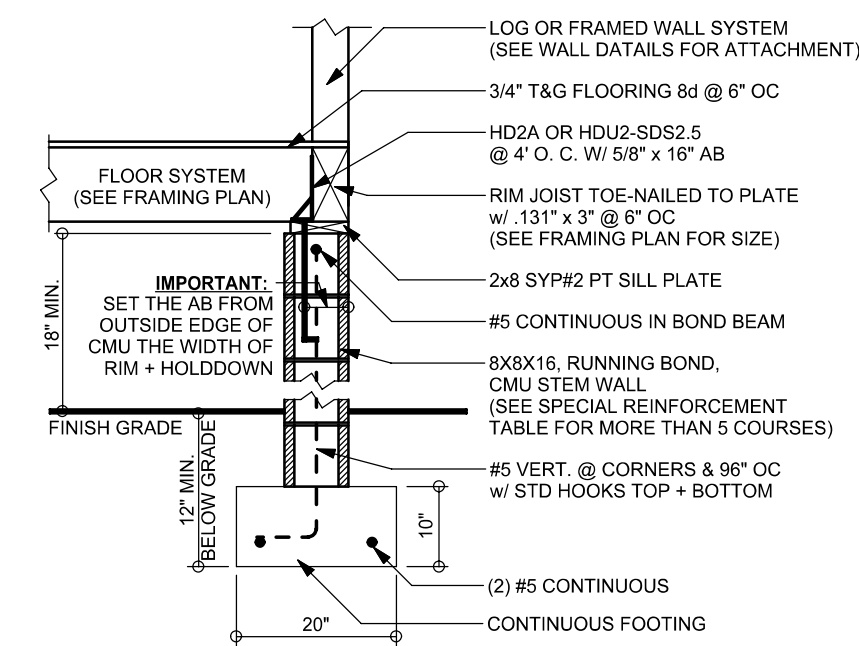 LOG OR FRAMED WALL SYSTEM
(SEE WALL DATAILS FOR ATTACHMENT)
3/4" T&G FLOORING 8d @ 6" OC
HD2A OR HDU2-SDS2.5
@ 4' O. C. W/ 5/8" x 16" AB
FLOOR SYSTEM
(SEE FRAMING PLAN)
RIM JOIST TOE-NAILED TO PLATE
w/ .131" x 3" @ 6" OC
(SEE FRAMING PLAN FOR SIZE)
2x8 SYP#2 PT SILL PLATE
18" MIN.
IMPORTANT:
SET THE AB FROM
OUTSIDE EDGE OF
CMU THE WIDTH OF
RIM + HOLDDOWN
#5 CONTINUOUS IN BOND BEAM
8X8X16, RUNNING BOND,
CMU STEM WALL
(SEE SPECIAL REINFORCEMENT
TABLE FOR MORE THAN 5 COURSES)
FINISH GRADE
12" MIN.
BELOW GRADE
#5 VERT. @ CORNERS & 96" OC
w/ STD HOOKS TOP + BOTTOM
10"
(2) #5 CONTINUOUS
CONTINUOUS FOOTING
20"